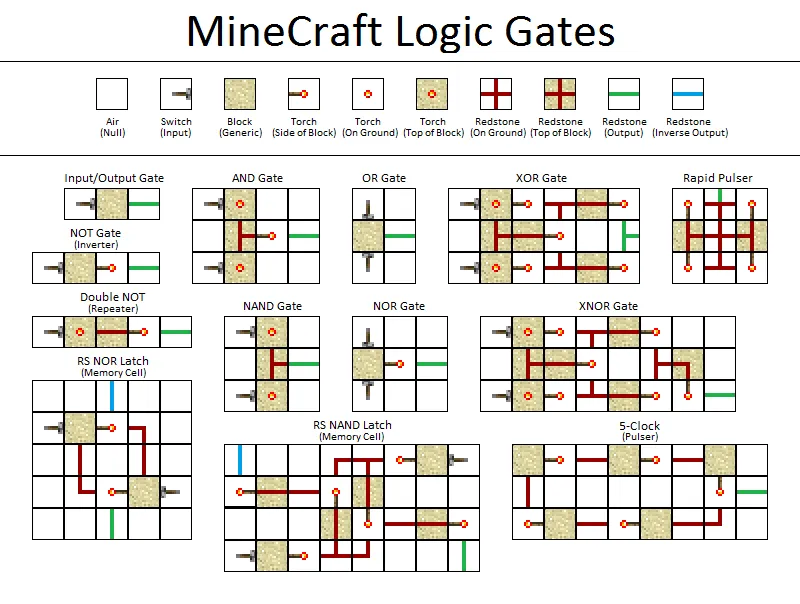 MineCraft Logic Gates
Air
(Null)
Switch
(Input)
Block
(Generic)
Torch
(Side of Block)
Torch
(On Ground)
Torch
(Top of Block)
Redstone
(On Ground)
Redstone
(Top of Block)
Redstone
(Output)
Redstone
(Inverse Output)
Input/Output Gate
AND Gate
OR Gate
XOR Gate
Rapid Pulser
NOT Gate
(Inverter)
Double NOT
(Repeater)
NAND Gate
NOR Gate
XNOR Gate
RS NOR Latch
(Memory Cell)
RS NAND Latch
(Memory Cell)
5-Clock
(Pulser)